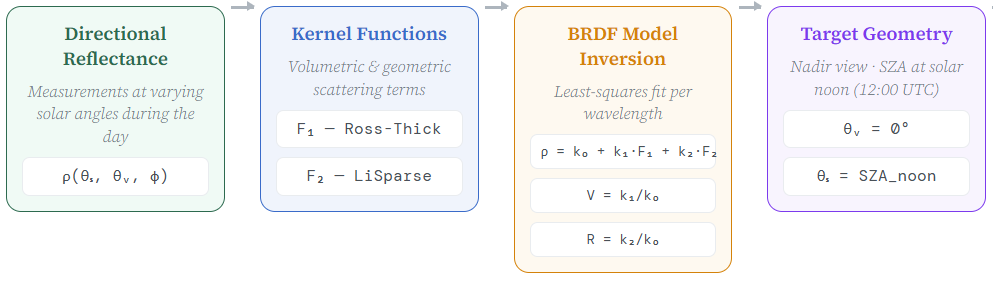 Directional
Reflectance
Measurements at varying
solar angles during the
day
ρ(θₛ, θᵥ, ϕ)
Kernel Functions
Volumetric & geometric
scattering terms
F₁ — Ross-Thick
F₂ — LiSparse
BRDF Model
Inversion
Least-squares fit per
wavelength
ρ = k₀ + k₁·F₁ + k₂·F₂
V = k₁/k₀
R = k₂/k₀
Target Geometry
Nadir view · SZA at solar
noon (12:00 UTC)
θᵥ = 0°
θₛ = SZA_noon